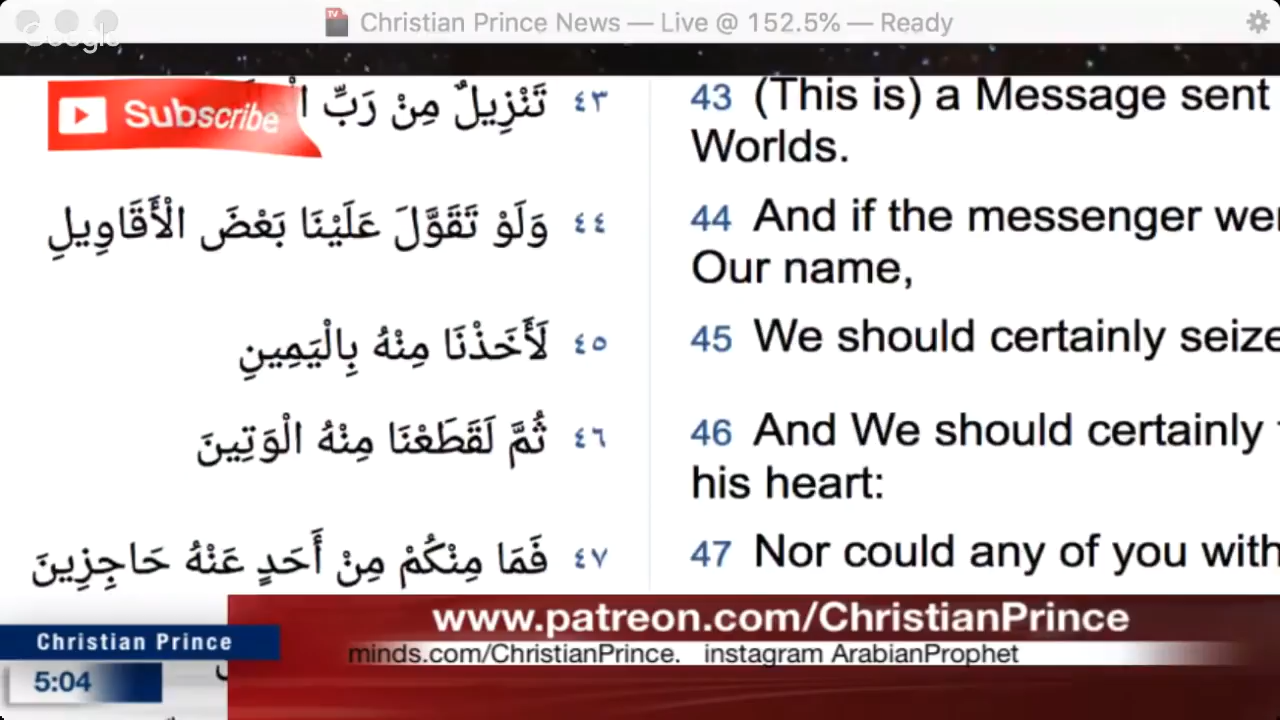 Christian Prince News — Live @ 152.5% — Ready
Google
Subscribe
تَنْزِيلٌ مِنْ رَبِّ
٤٣
43 (This is) a Message sent
Worlds.
وَلَوْ تَقَوَّلَ عَلَيْنَا بَعْضَ الْأَقَاوِيلِ
٤٤
44 And if the messenger
Our name,
لَأَخَذْنَا مِنْهُ بِالْيَمِينِ
٤٥
45 We should certainly seize
ثُمَّ لَقَطَعْنَا مِنْهُ الْوَتِينَ
٤٦
46 And We should certainly
his heart:
فَمَا مِنْكُمْ مِنْ أَحَدٍ عَنْهُ حَاجِزِينَ
٤٧
47 Nor could any of you with
www.patreon.com/ChristianPrince
Christian Prince
minds.com/ChristianPrince. instagram ArabianProphet
5:04